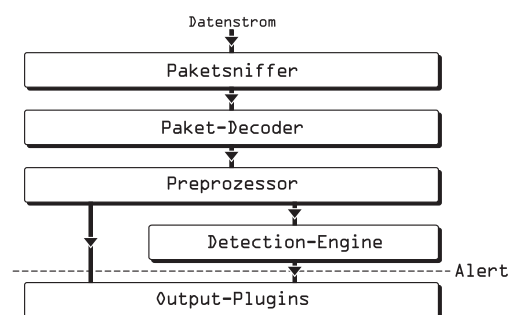 Datenstrom
Paketsniffer
Paket-Decoder
Preprozessor
Detection-Engine
Alert
Output-Plugins